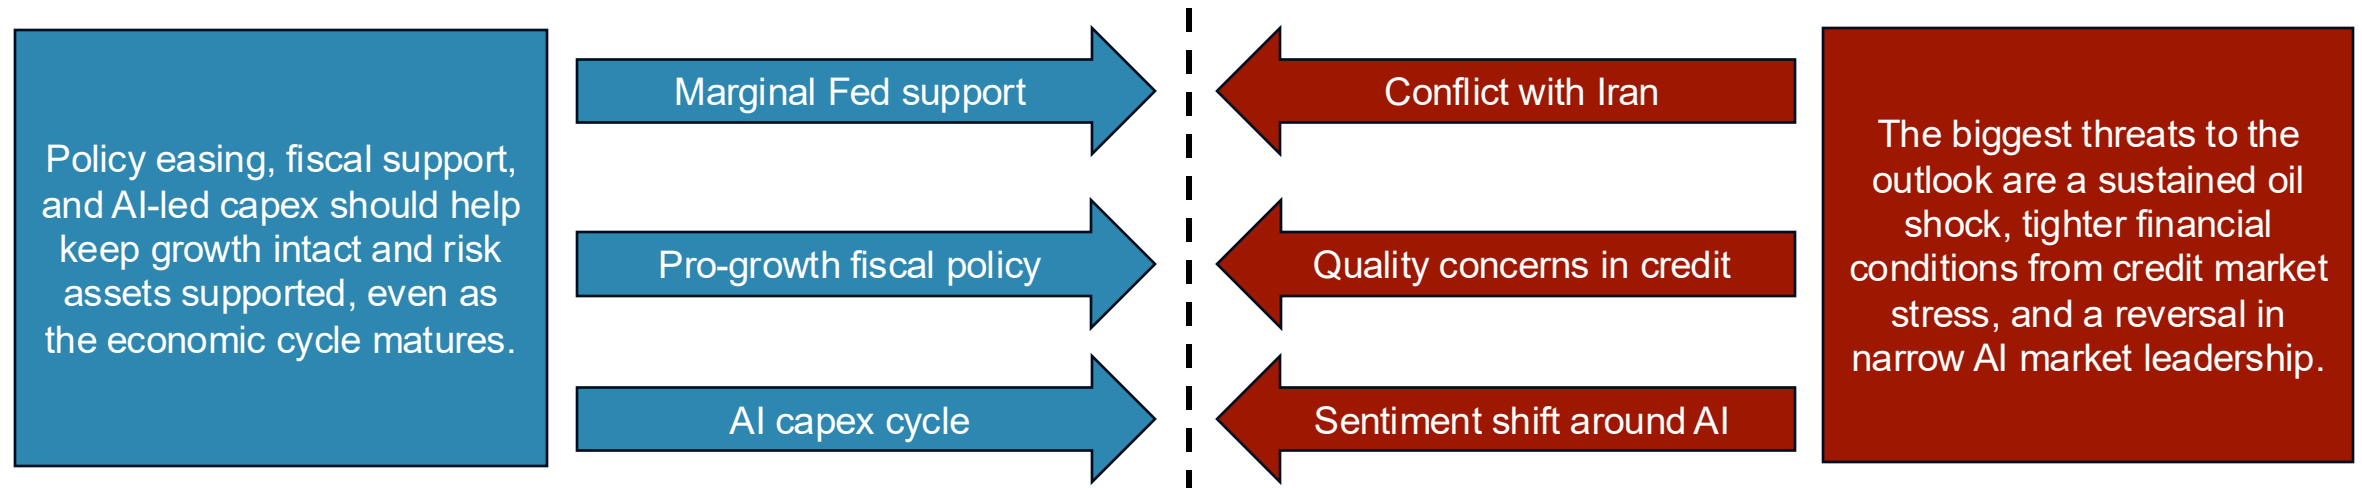 Policy easing, fiscal support,
and AI-led capex should help
keep growth intact and risk
assets supported, even as
the economic cycle matures.
Marginal Fed support
Pro-growth fiscal policy
AI capex cycle
Conflict with Iran
Quality concerns in credit
Sentiment shift around AI
The biggest threats to the
outlook are a sustained oil
shock, tighter financial
conditions from credit market
stress, and a reversal in
narrow AI market leadership.